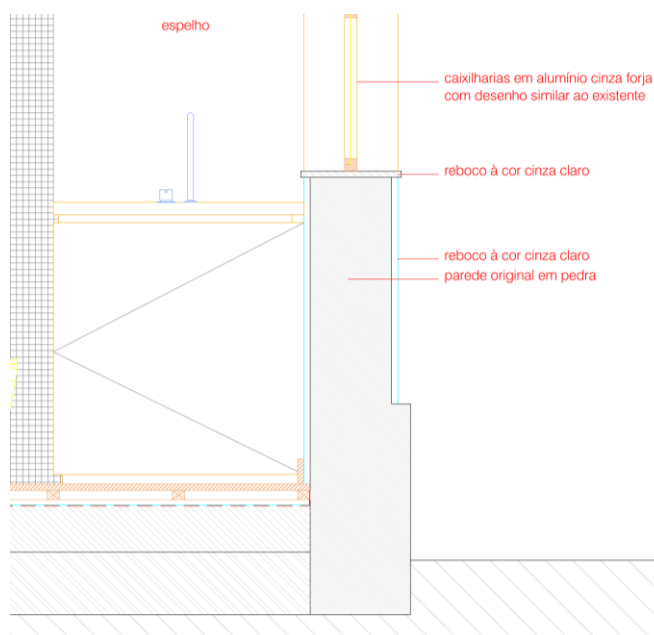 espelho
caixilharias em alumínio cinza forja
com desenho similar ao existente
reboco à cor cinza claro
reboco à cor cinza claro
parede original em pedra